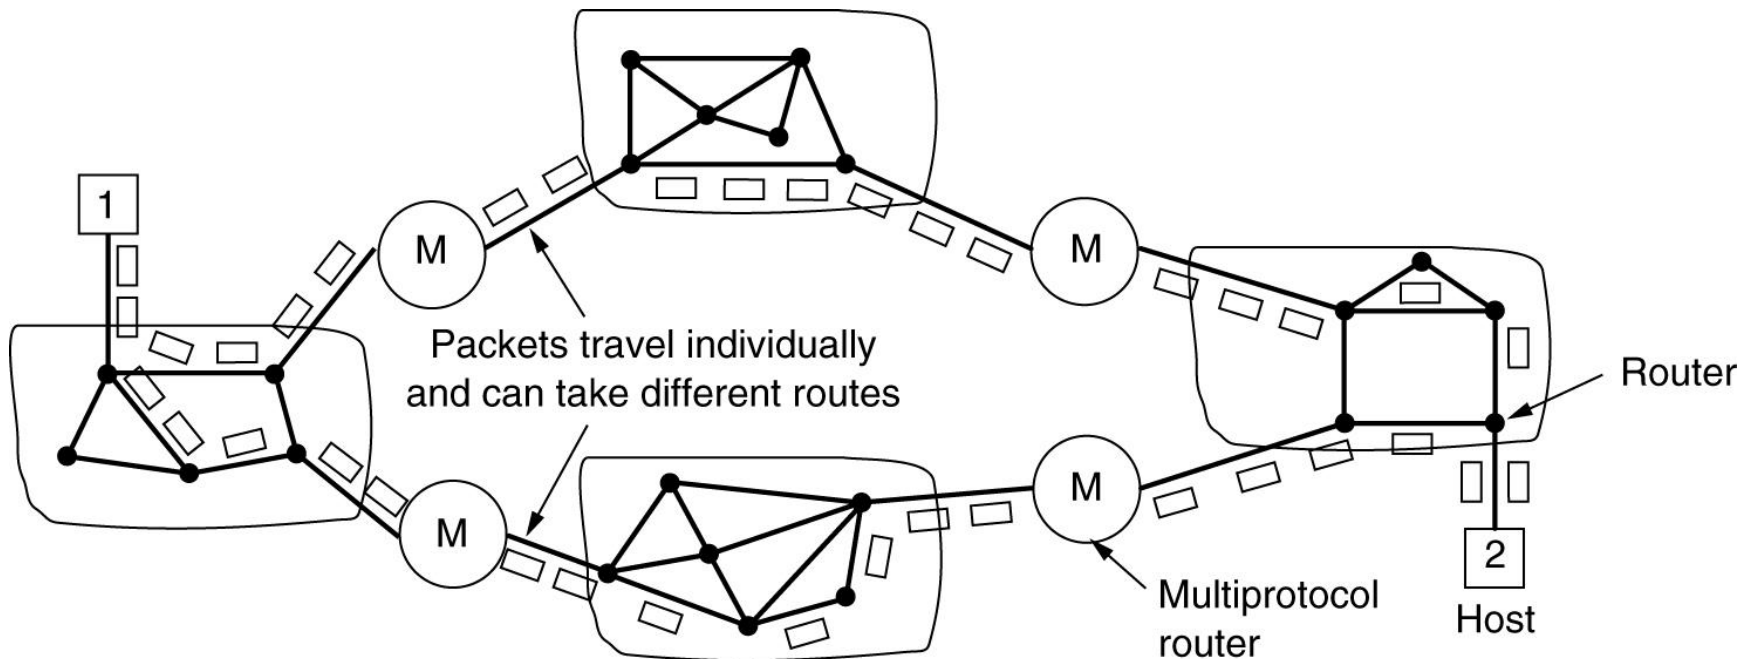 1
M
M
Packets travel individually
and can take different routes
Router
M
M
2
Multiprotocol
router
Host